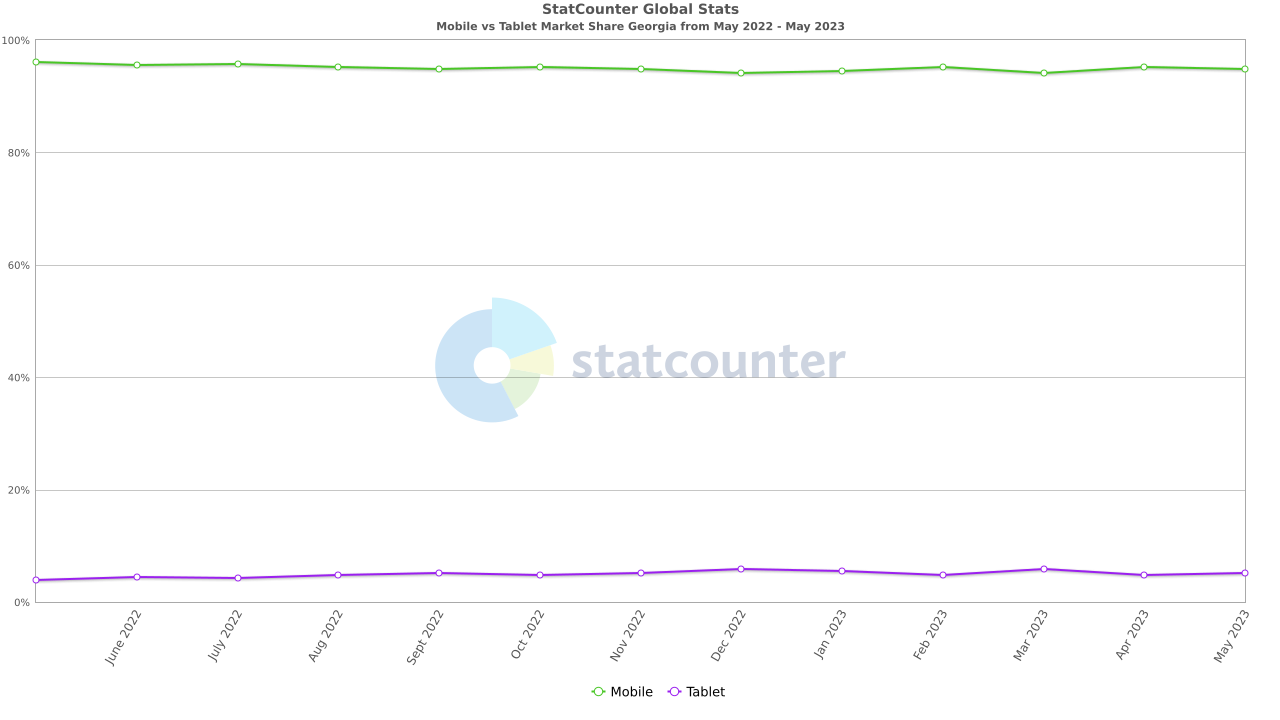 StatCounter Global Stats
Mobile vs Tablet Market Share Georgia from May 2022 - May 2023
100%
80%
60%
40%
20%
0%
statcounter
June 2022
July 2022
Aug 2022
Sept 2022
Oct 2022
Nov 2022
Dec 2022
Jan 2023
Feb 2023
Mar 2023
Apr 2023
May 2023
Mobile Tablet